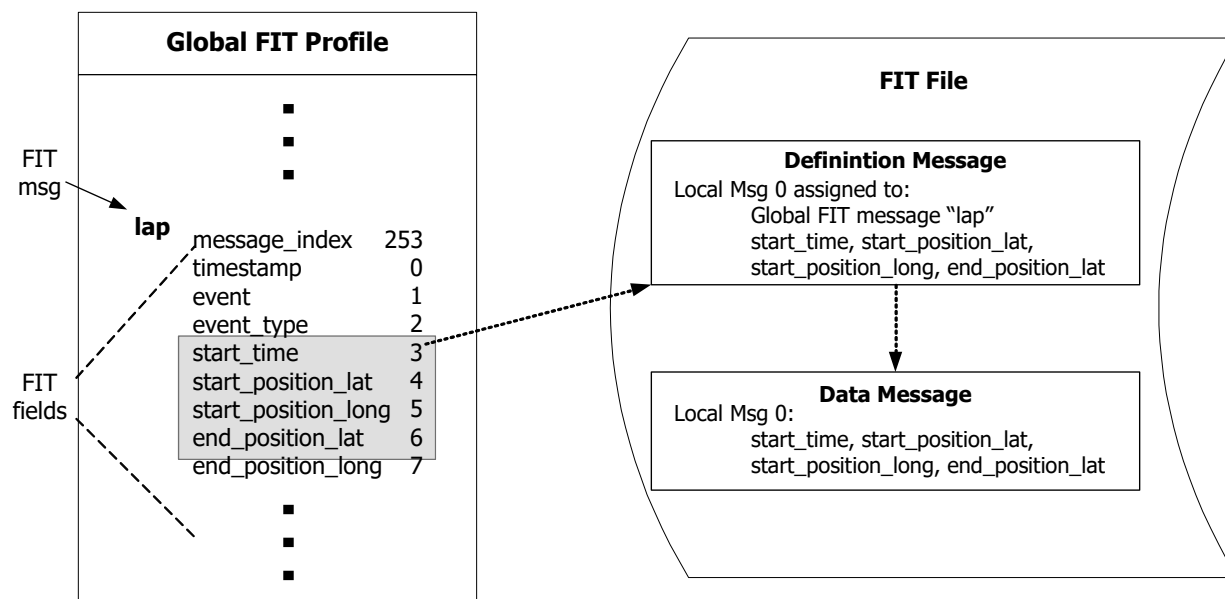 Global FIT Profile
FIT
msg
lap
message_index 253
timestamp 0
event 1
event_type 2
start_time 3
start_position_lat 4
start_position_long 5
end_position_lat 6
end_position_long 7
FIT
fields
FIT File
Definintion Message
Local Msg 0 assigned to:
Global FIT message “lap”
start_time, start_position_lat,
start_position_long, end_position_lat
Data Message
Local Msg 0:
start_time, start_position_lat,
start_position_long, end_position_lat